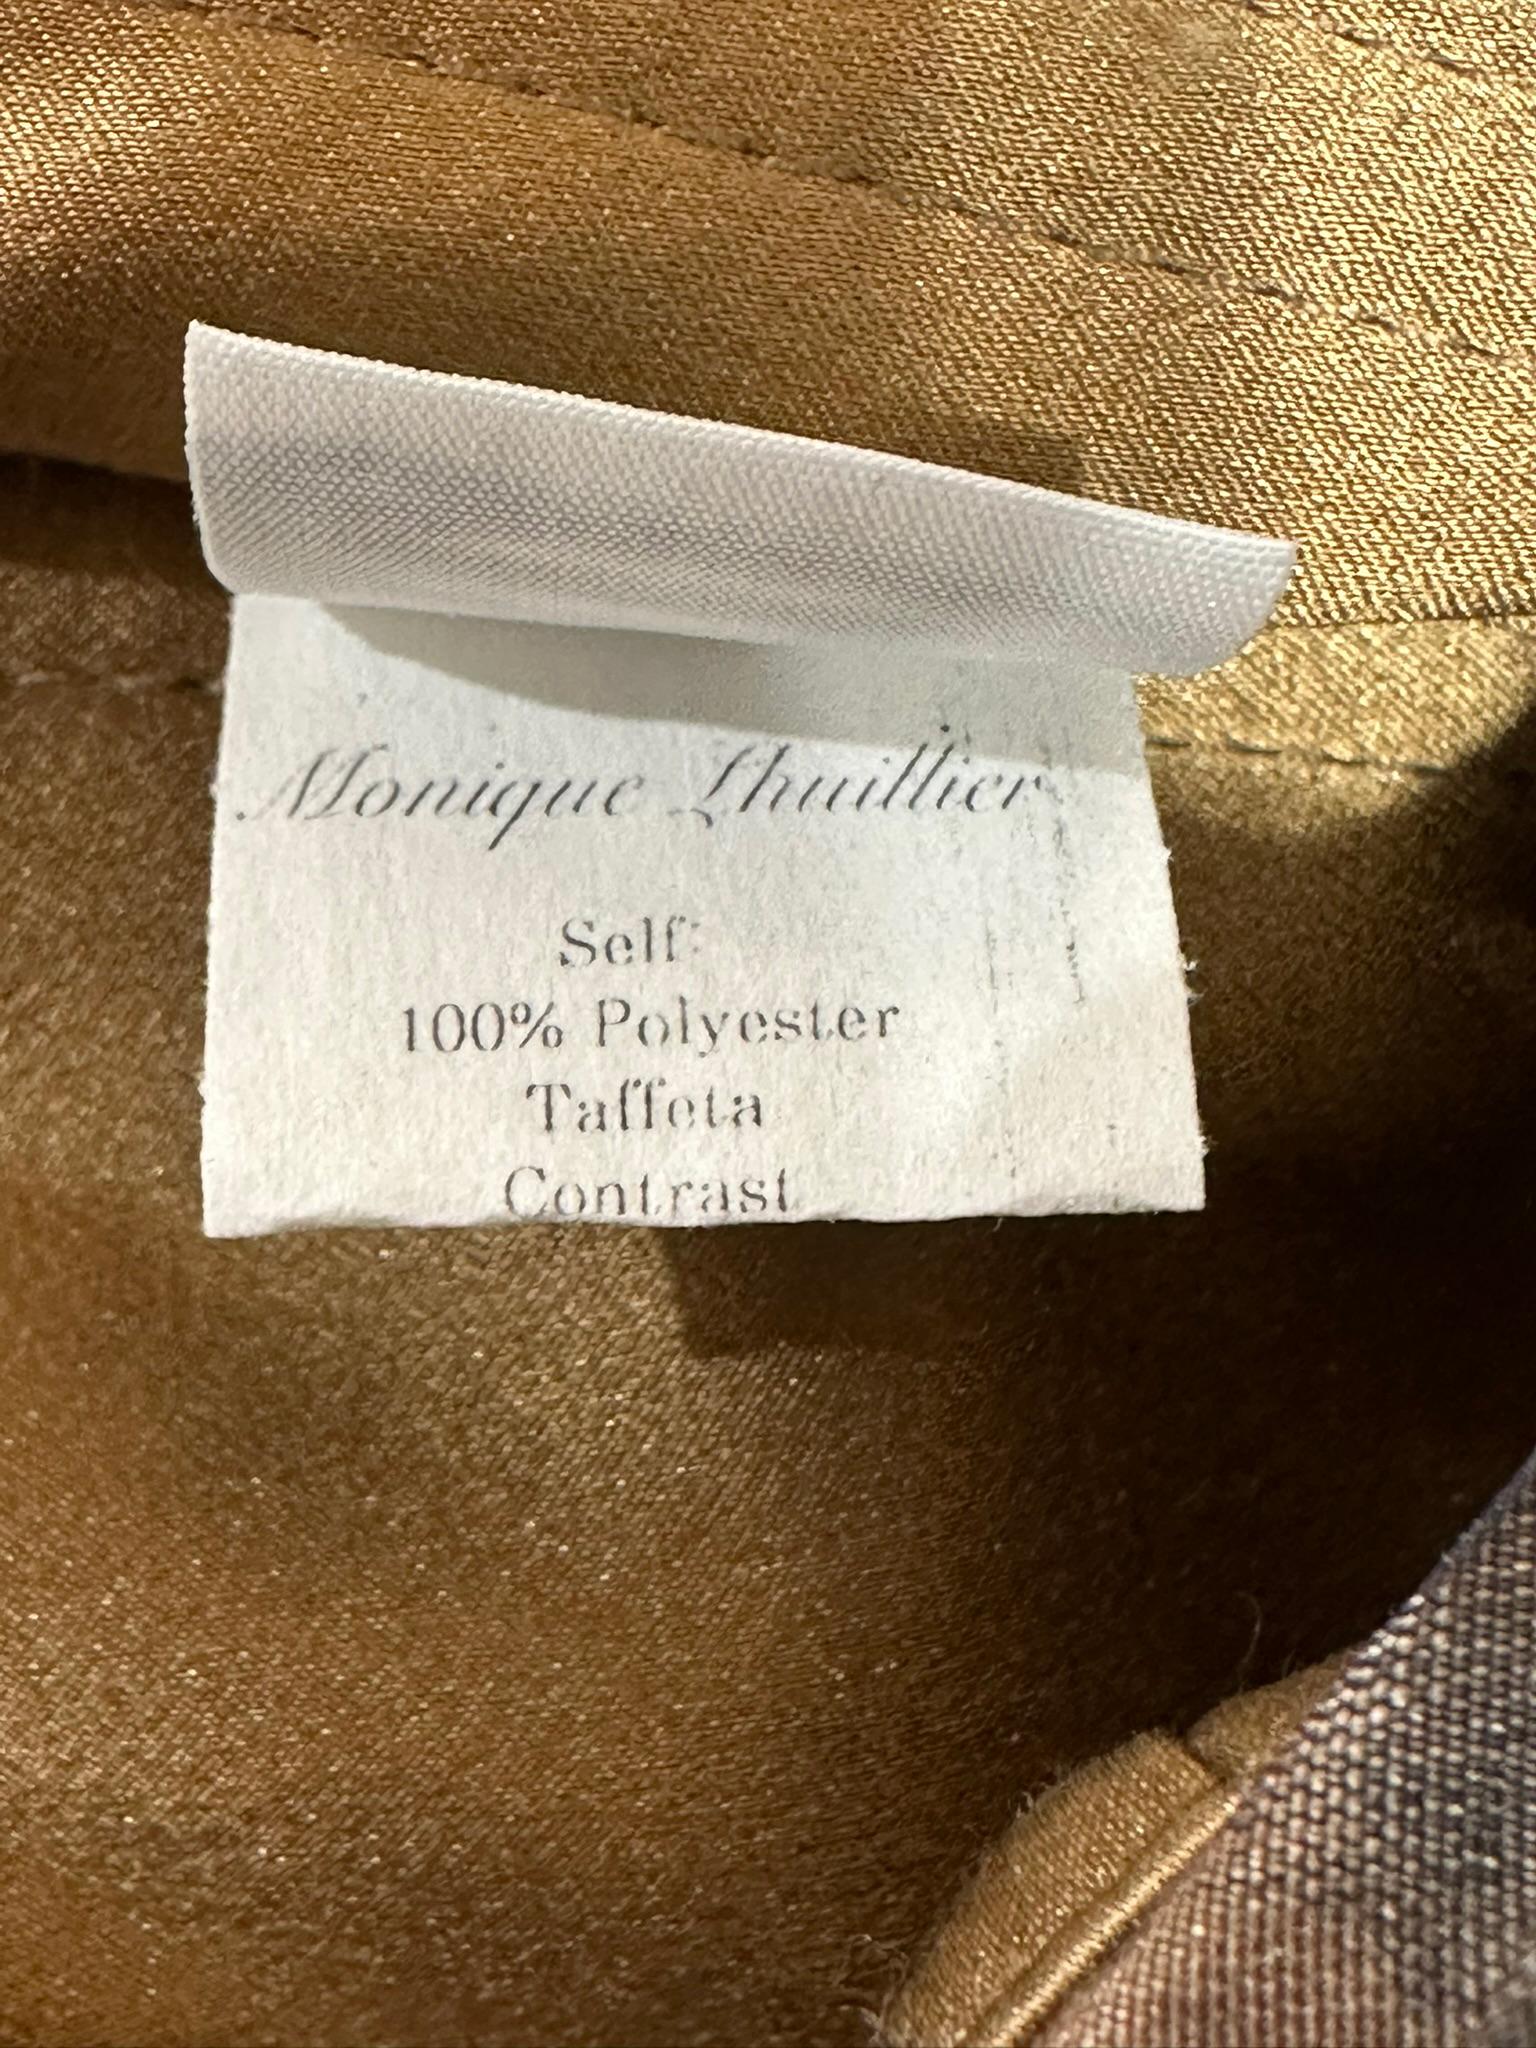 Monique Lhuillier
Self:
100% Polyester
Taffeta
Contrast